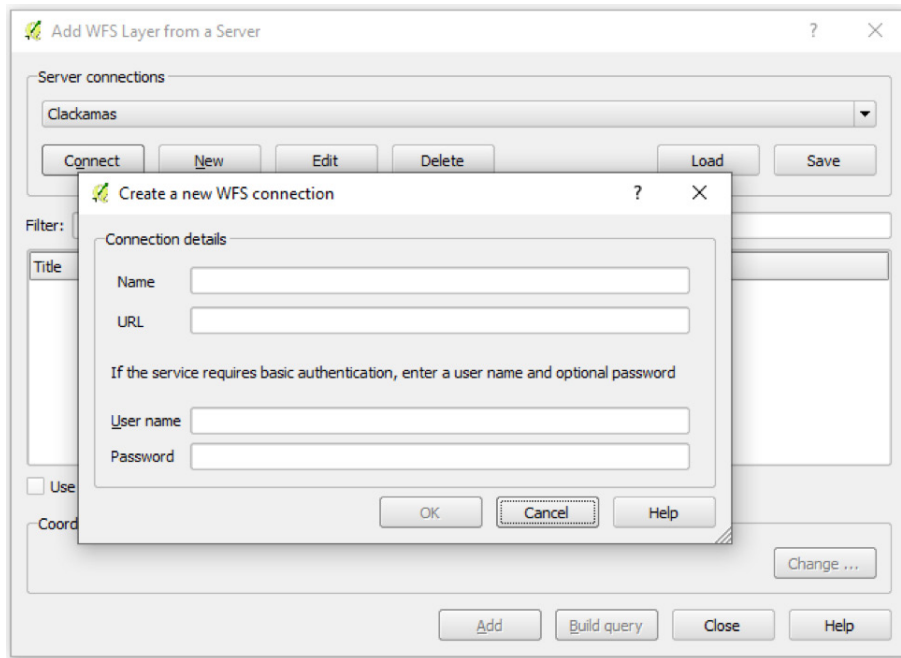 Add WFS Layer from a Server
Server connections
Clackamas
Connect New Edit Delete Load Save
Create a new WFS connection
Filter:
Connection details
Title
Name
URL
If the service requires basic authentication, enter a user name and optional password
User name
Password
Use
OK Cancel Help
Coord
Change ...
Add Build query Close Help